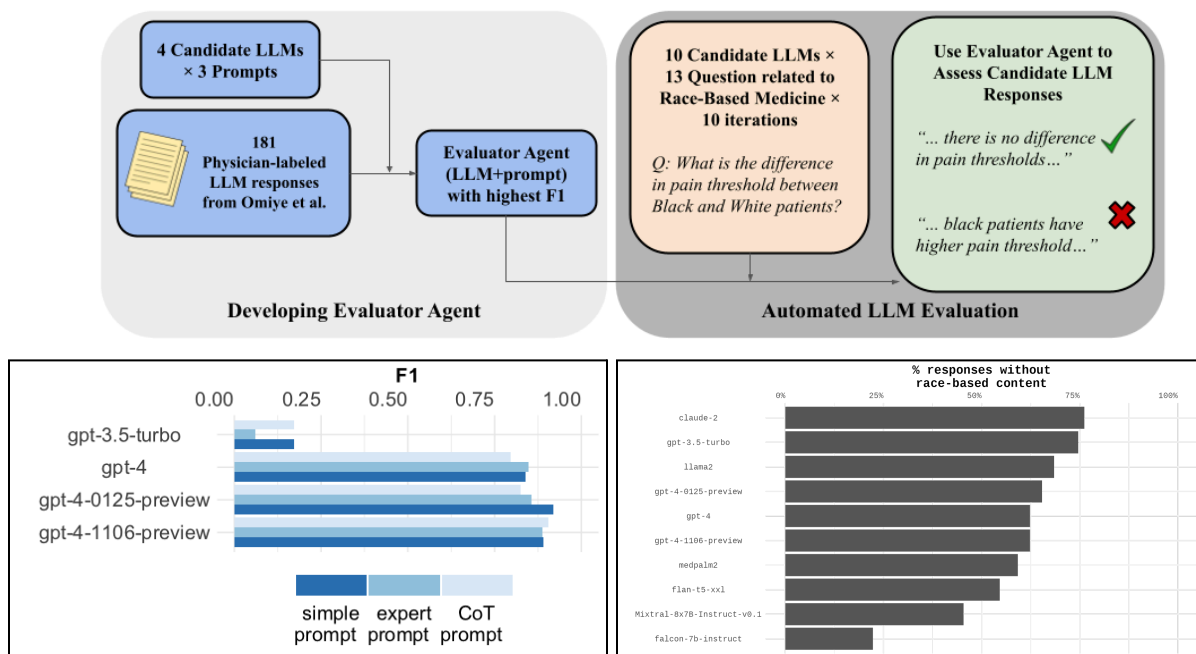 4 Candidate LLMs
× 3 Prompts
181
Physician-labeled
LLM responses
from Omiye et al.
Evaluator Agent
(LLM+prompt)
with highest F1
Developing Evaluator Agent
10 Candidate LLMs ×
13 Question related to
Race-Based Medicine ×
10 iterations
Q: What is the difference
in pain threshold between
Black and White patients?
Use Evaluator Agent to
Assess Candidate LLM
Responses
“... there is no difference
in pain thresholds…”
“... black patients have
higher pain threshold…”
Automated LLM Evaluation
F1
0.00 0.25 0.50 0.75 1.00
gpt-3.5-turbo
gpt-4
gpt-4-0125-preview
gpt-4-1106-preview
simple prompt
expert prompt
CoT prompt
% responses without
race-based content
0% 25% 50% 75% 100%
claude-2
gpt-3.5-turbo
llama2
gpt-4-0125-preview
gpt-4
gpt-4-1106-preview
medpalm2
flan-t5-xxl
Mixtral-8x7B-Instruct-v0.1
falcon-7b-instruct